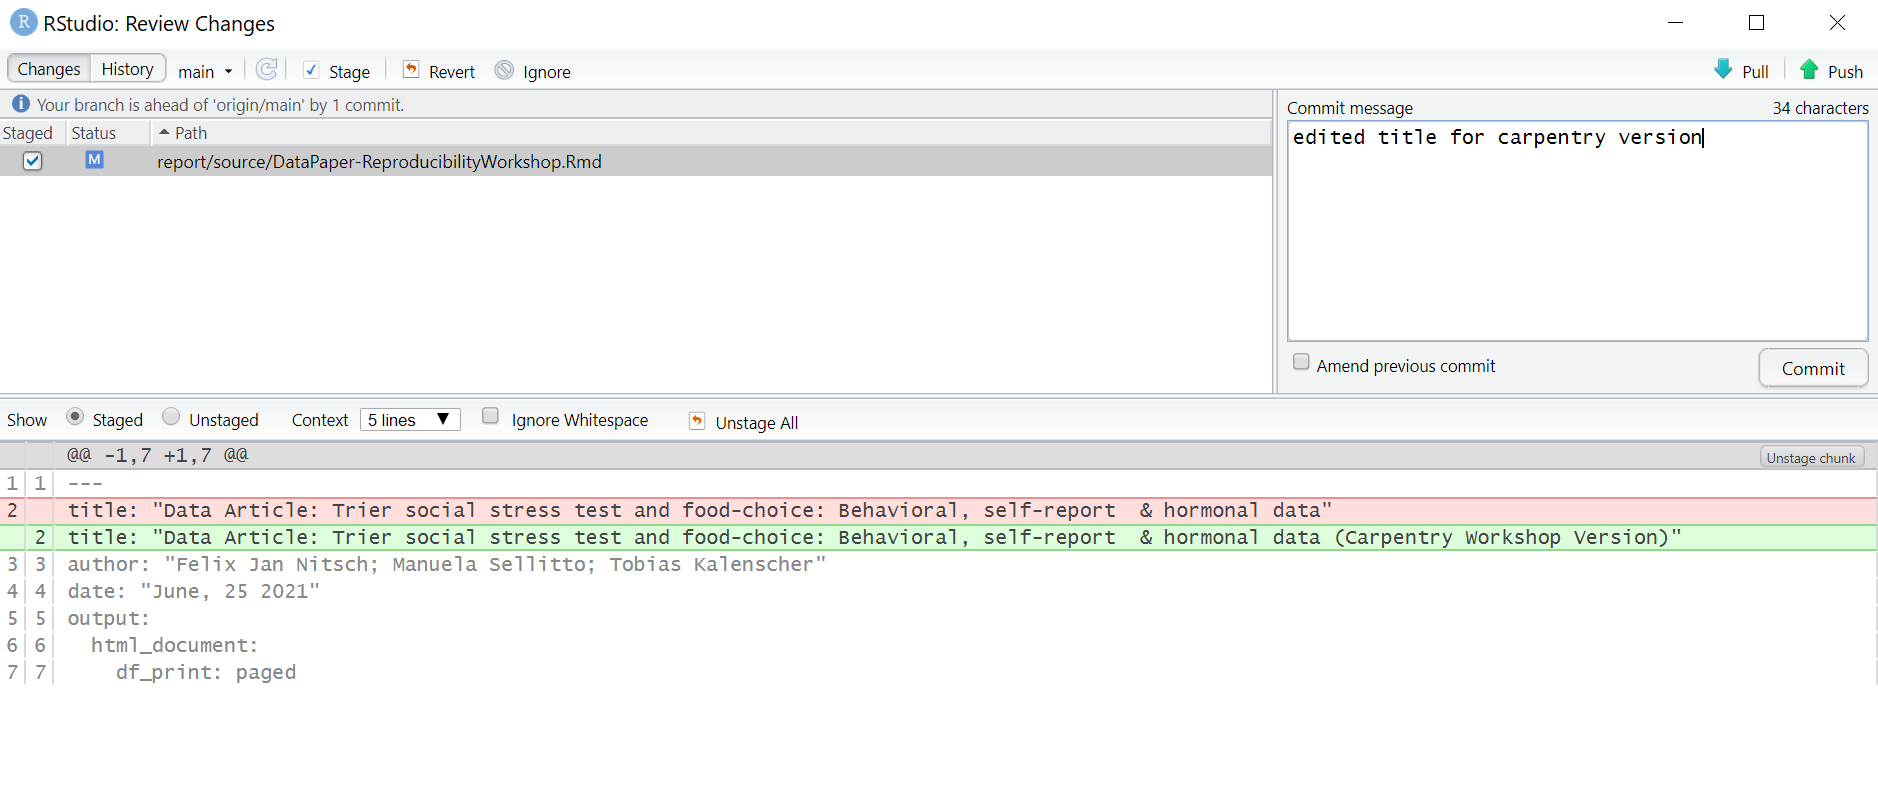 R RStudio: Review Changes
Changes History main Stage Revert Ignore Pull Push
Your branch is ahead of 'origin/main' by 1 commit.
Staged Status Path
M report/source/DataPaper-ReproducibilityWorkshop.Rmd
Commit message 34 characters
edited title for carpentry version
Amend previous commit Commit
Show Staged Unstaged Context 5 lines Ignore Whitespace Unstage All
@@ -1,7 +1,7 @@ Unstage chunk
1 1 ---
2 title: "Data Article: Trier social stress test and food-choice: Behavioral, self-report  & hormonal data"
2 title: "Data Article: Trier social stress test and food-choice: Behavioral, self-report  & hormonal data (Carpentry Workshop Version)"
3 3 author: "Felix Jan Nitsch; Manuela Sellitto; Tobias Kalenscher"
4 4 date: "June, 25 2021"
5 5 output:
6 6   html_document:
7 7     df_print: paged